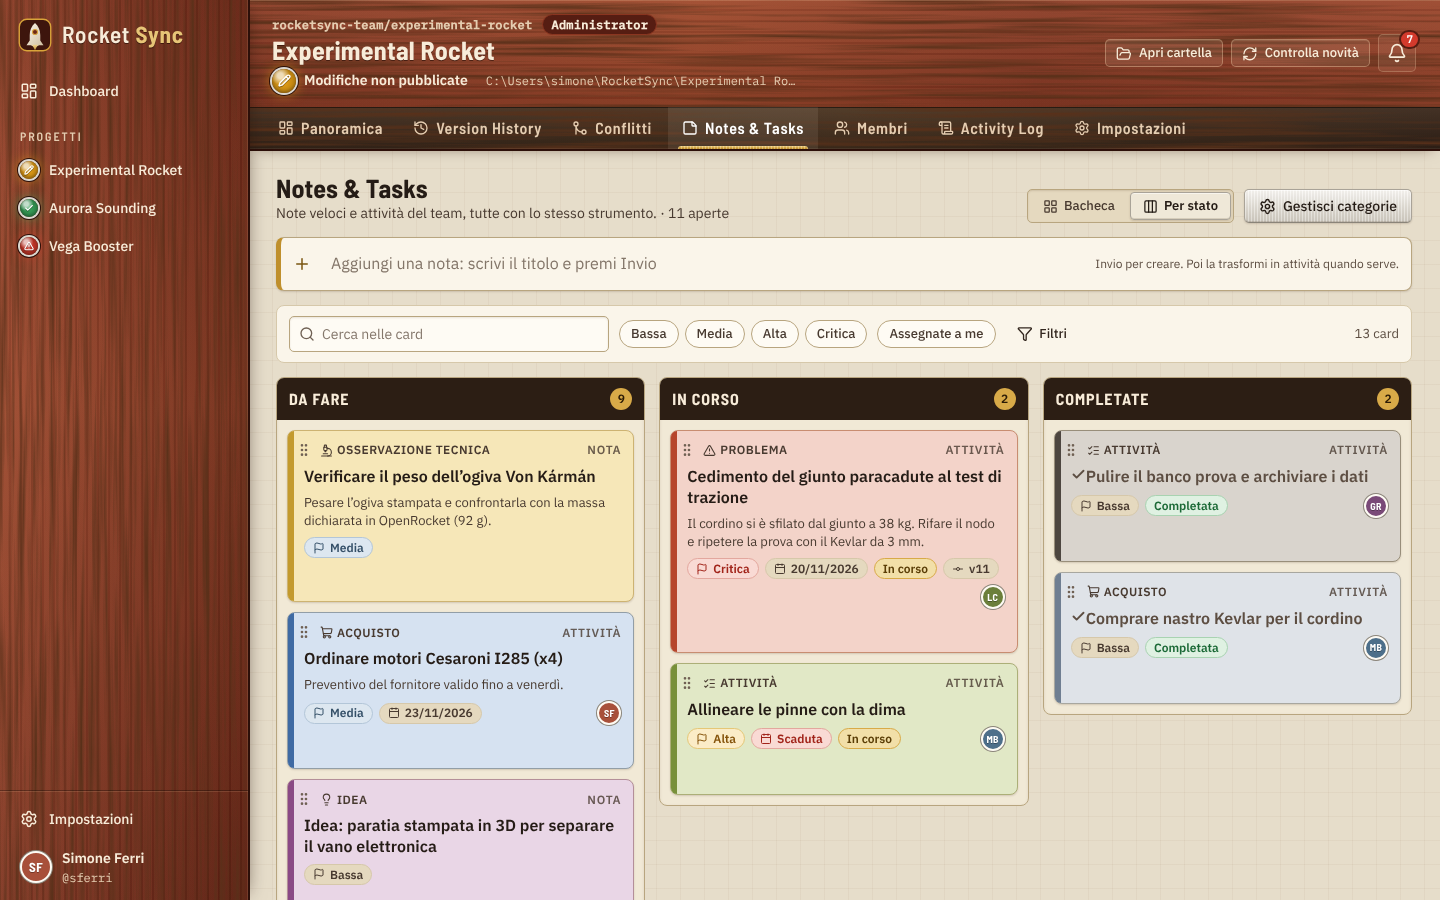 Rocket Sync
Dashboard
PROGETTI
Experimental Rocket
Aurora Sounding
Vega Booster
Impostazioni
SF
Simone Ferri
@sferri
rocketsync-team/experimental-rocket
Administrator
Experimental Rocket
Modifiche non pubblicate
C:\Users\simone\RocketSync\Experimental Ro…
Apri cartella
Controlla novità
7
Panoramica
Version History
Conflitti
Notes & Tasks
Membri
Activity Log
Impostazioni
Notes & Tasks
Note veloci e attività del team, tutte con lo stesso strumento. · 11 aperte
Bacheca
Per stato
Gestisci categorie
Aggiungi una nota: scrivi il titolo e premi Invio
Invio per creare. Poi la trasformi in attività quando serve.
Cerca nelle card
Bassa
Media
Alta
Critica
Assegnate a me
Filtri
13 card
DA FARE
9
OSSERVAZIONE TECNICA
NOTA
Verificare il peso dell’ogiva Von Kármán
Pesare l’ogiva stampata e confrontarla con la massa
dichiarata in OpenRocket (92 g).
Media
ACQUISTO
ATTIVITÀ
Ordinare motori Cesaroni I285 (x4)
Preventivo del fornitore valido fino a venerdì.
Media
23/11/2026
SF
IDEA
NOTA
Idea: paratia stampata in 3D per separare
il vano elettronica
Bassa
IN CORSO
2
PROBLEMA
ATTIVITÀ
Cedimento del giunto paracadute al test di
trazione
Il cordino si è sfilato dal giunto a 38 kg. Rifare il nodo
e ripetere la prova con il Kevlar da 3 mm.
Critica
20/11/2026
In corso
v11
LC
ATTIVITÀ
ATTIVITÀ
Allineare le pinne con la dima
Alta
Scaduta
In corso
MB
COMPLETATE
2
ATTIVITÀ
ATTIVITÀ
Pulire il banco prova e archiviare i dati
Bassa
Completata
GR
ACQUISTO
ATTIVITÀ
Comprare nastro Kevlar per il cordino
Bassa
Completata
MB